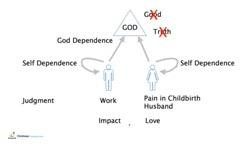 Good
GOD
Truth
God Dependence
Self Dependence
Self Dependence
Judgment
Work
Pain in Childbirth
Husband
Impact
Love